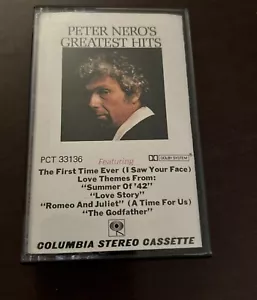 PETER NERO'S
GREATEST HITS
PCT 33136
Featuring
DOLBY SYSTEM
The First Time Ever (I Saw Your Face)
Love Themes From:
"Summer Of '42"
"Love Story"
"Romeo And Juliet" (A Time For Us)
"The Godfather"
COLUMBIA STEREO CASSETTE